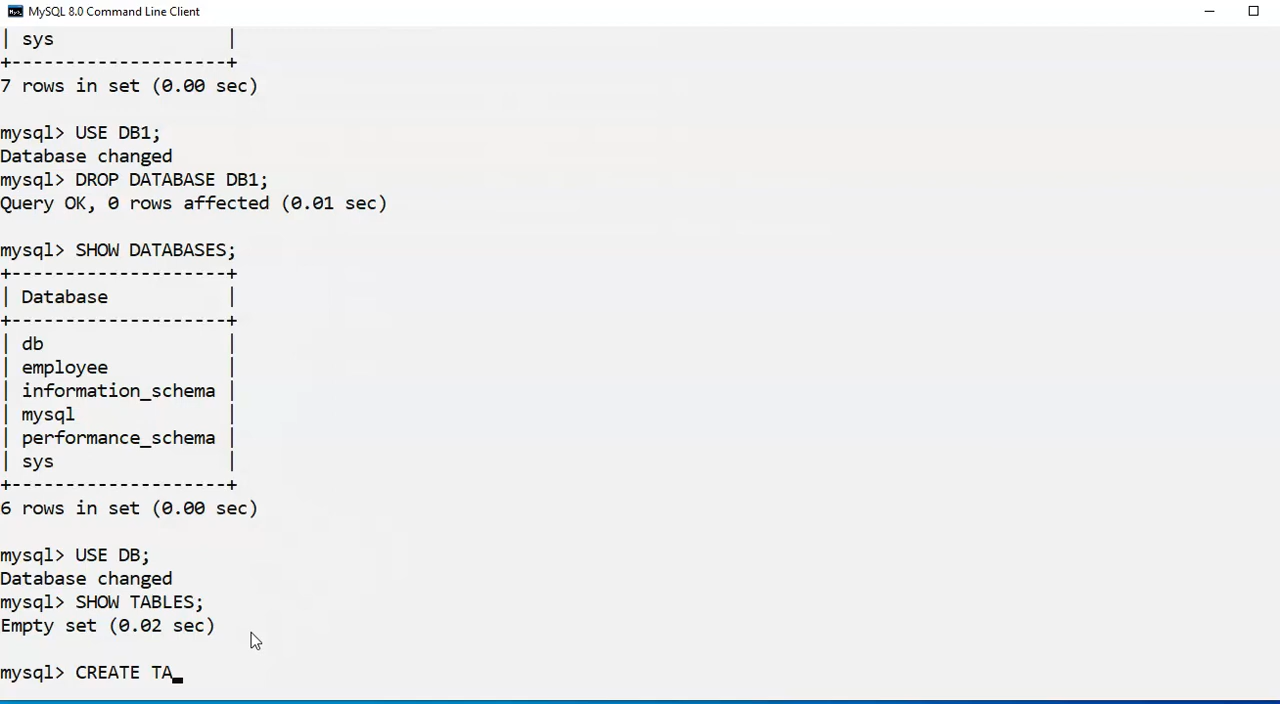 MySQL 8.0 Command Line Client
| sys                |
+--------------------+
7 rows in set (0.00 sec)
mysql> USE DB1;
Database changed
mysql> DROP DATABASE DB1;
Query OK, 0 rows affected (0.01 sec)
mysql> SHOW DATABASES;
+--------------------+
| Database           |
+--------------------+
| db                 |
| employee           |
| information_schema |
| mysql              |
| performance_schema |
| sys                |
+--------------------+
6 rows in set (0.00 sec)
mysql> USE DB;
Database changed
mysql> SHOW TABLES;
Empty set (0.02 sec)
mysql> CREATE TA_